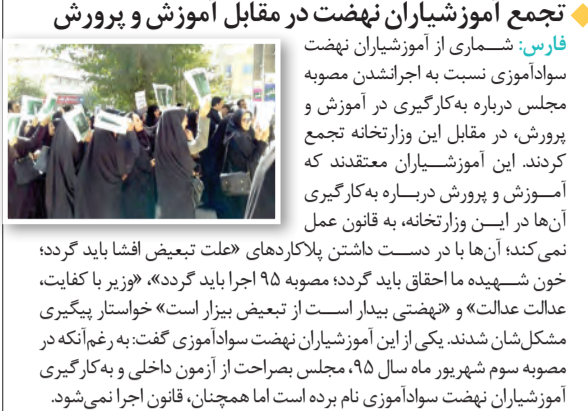 تجمع آموزشیاران نهضت در مقابل آموزش و پرورش
فارس: شماری از آموزشیاران نهضت
سوادآموزی نسبت به اجرانشدن مصوبه
مجلس درباره به‌کارگیری در آموزش و
پرورش، در مقابل این وزارتخانه تجمع
کردند. این آموزشیاران معتقدند که
آموزش و پرورش درباره به‌کارگیری
آن‌ها در این وزارتخانه، به قانون عمل
نمی‌کند؛ آن‌ها با در دست داشتن پلاکاردهای «علت تبعیض افشا باید گردد؛
خون شهیده ما احقاق باید گردد؛ مصوبه ۹۵ اجرا باید گردد»، «وزیر با کفایت،
عدالت عدالت» و «نهضتی بیدار است از تبعیض بیزار است» خواستار پیگیری
مشکل‌شان شدند. یکی از این آموزشیاران نهضت سوادآموزی گفت: به رغم‌آنکه در
مصوبه سوم شهریور ماه سال ۹۵، مجلس بصراحت از آزمون داخلی و به‌کارگیری
آموزشیاران نهضت سوادآموزی نام برده است اما همچنان، قانون اجرا نمی‌شود.